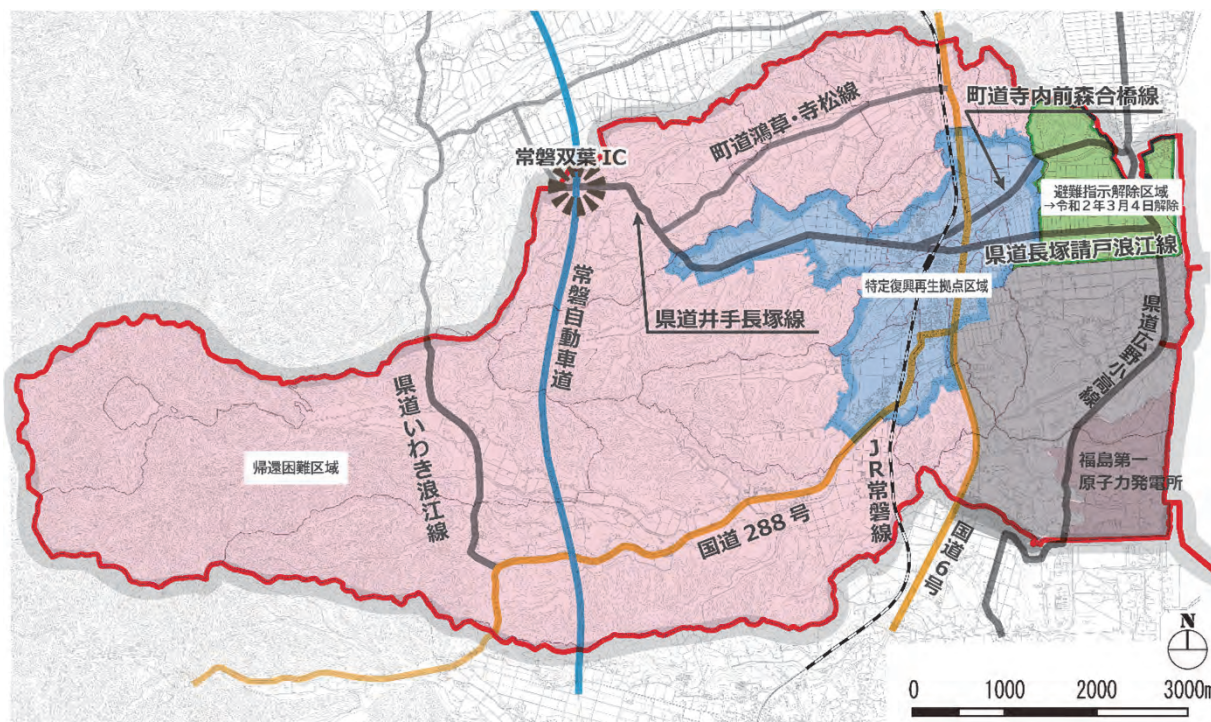 町道寺内前森合橋線
町道鴻草・寺松線
常磐双葉 IC
避難指示解除区域
→令和2年3月4日解除
県道長塚請戸浪江線
特定復興再生拠点区域
県道井手長塚線
常磐自動車道
県道広野小高線
県道いわき浪江線
帰還困難区域
福島第一
原子力発電所
JR常磐線
国道 288 号
国道6号
N
0 1000 2000 3000m